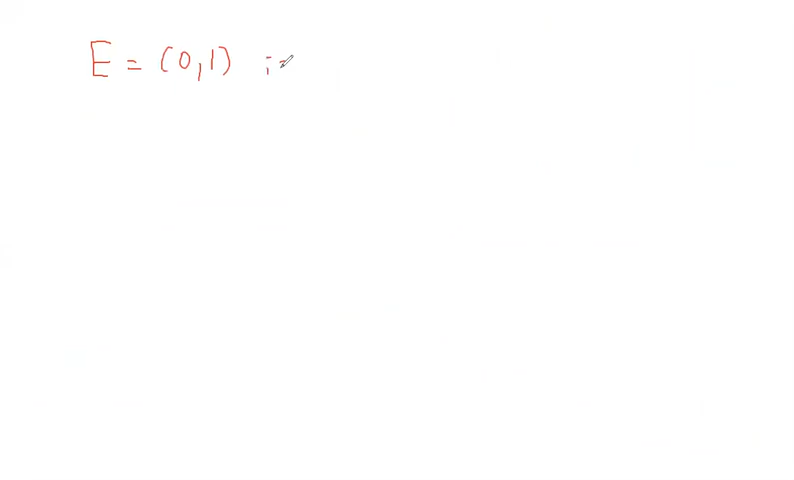 E = (0,1)